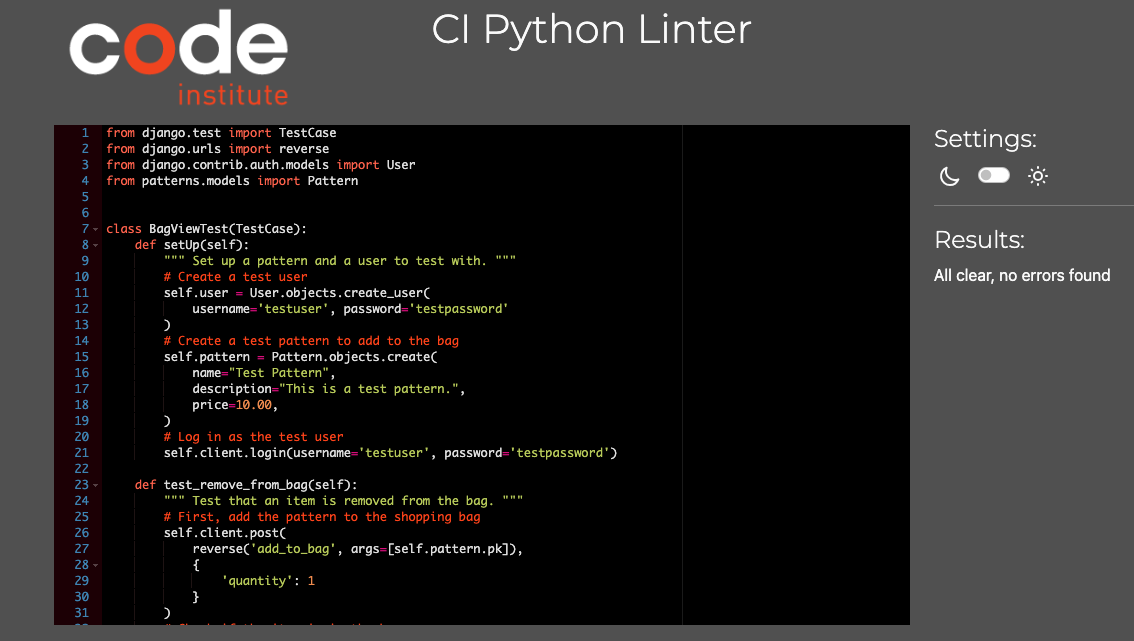 code
institute
CI Python Linter
1 from django.test import TestCase
2 from django.urls import reverse
3 from django.contrib.auth.models import User
4 from patterns.models import Pattern
5
6
7 class BagViewTest(TestCase):
8     def setUp(self):
9         """ Set up a pattern and a user to test with. """
10         # Create a test user
11         self.user = User.objects.create_user(
12             username='testuser', password='testpassword'
13         )
14         # Create a test pattern to add to the bag
15         self.pattern = Pattern.objects.create(
16             name="Test Pattern",
17             description="This is a test pattern.",
18             price=10.00,
19         )
20         # Log in as the test user
21         self.client.login(username='testuser', password='testpassword')
22
23     def test_remove_from_bag(self):
24         """ Test that an item is removed from the bag. """
25         # First, add the pattern to the shopping bag
26         self.client.post(
27             reverse('add_to_bag', args=[self.pattern.pk]),
28             {
29                 'quantity': 1
30             }
31         )
Settings:
Results:
All clear, no errors found